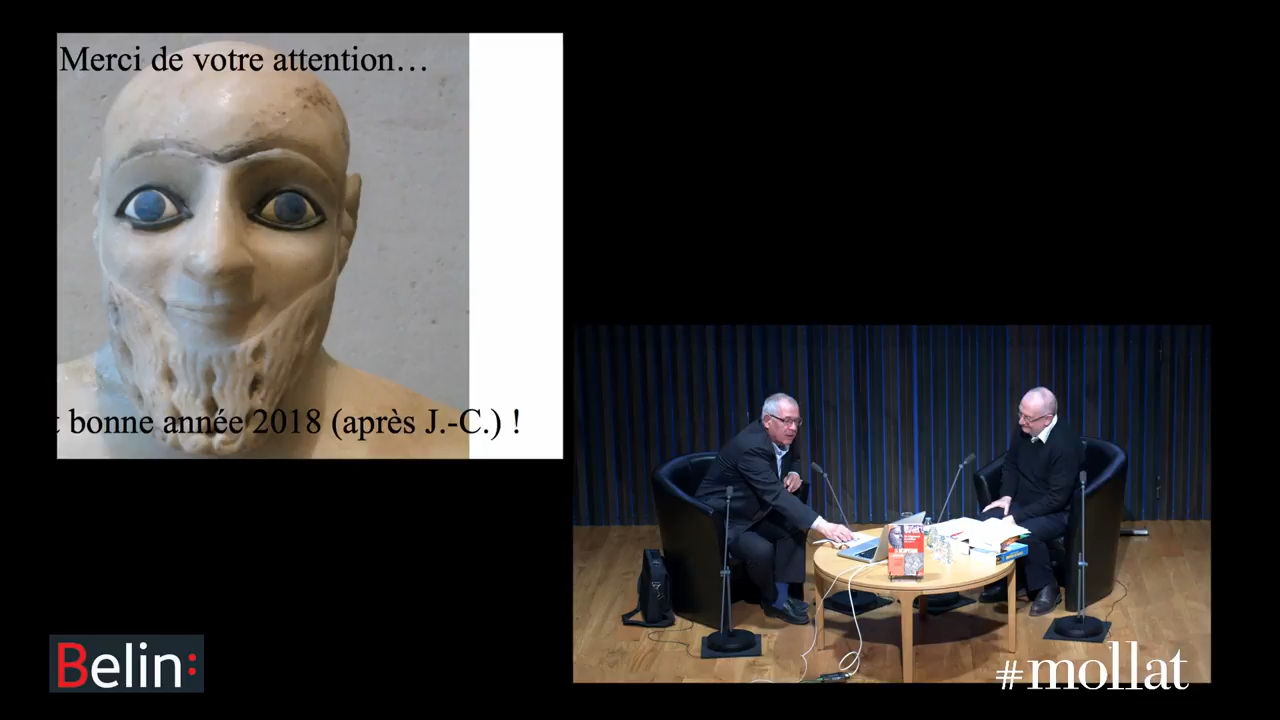 Merci de votre attention…
bonne année 2018 (après J.-C.) !
Belin:
#mollat